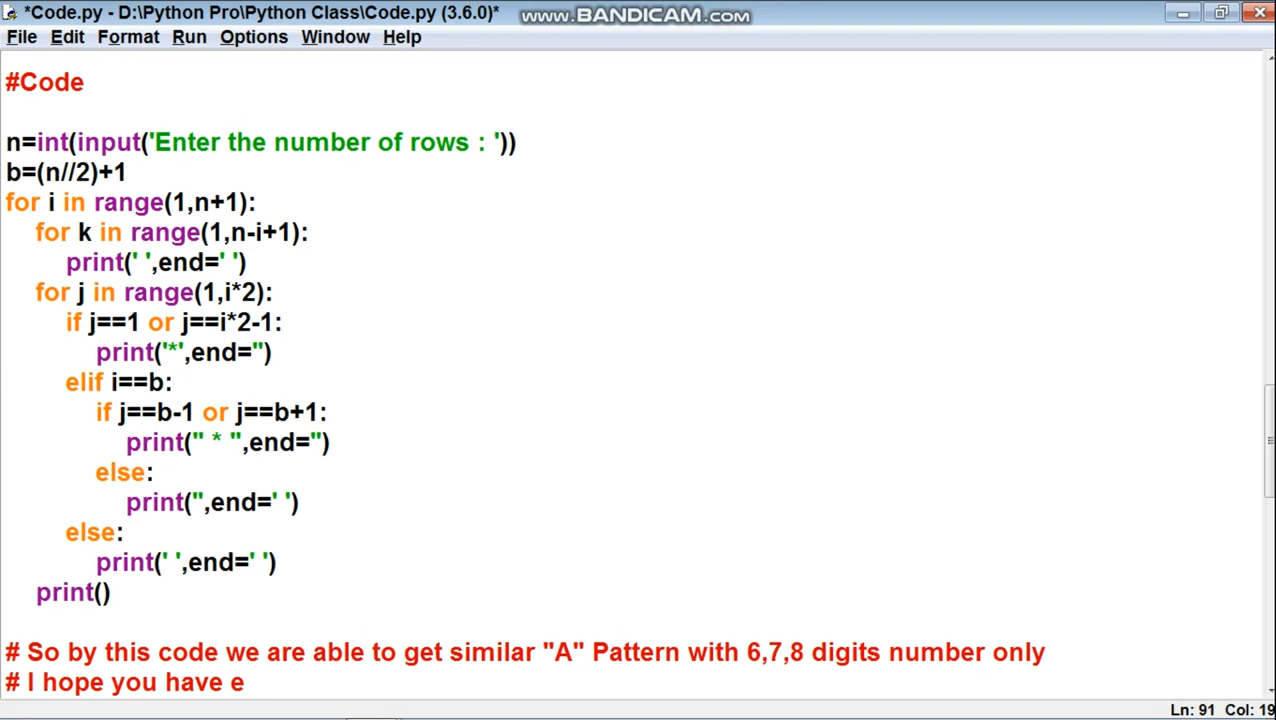 *Code.py - D:\Python Pro\Python Class\Code.py (3.6.0)*
www.BANDICAM.com
File Edit Format Run Options Window Help
#Code
n=int(input('Enter the number of rows : '))
b=(n//2)+1
for i in range(1,n+1):
    for k in range(1,n-i+1):
        print(' ',end=' ')
    for j in range(1,i*2):
        if j==1 or j==i*2-1:
            print('*',end='')
        elif i==b:
            if j==b-1 or j==b+1:
                print(" * ",end='')
            else:
                print('',end=' ')
        else:
            print(' ',end=' ')
    print()
# So by this code we are able to get similar "A" Pattern with 6,7,8 digits number only
# I hope you have e
Ln: 91 Col: 19